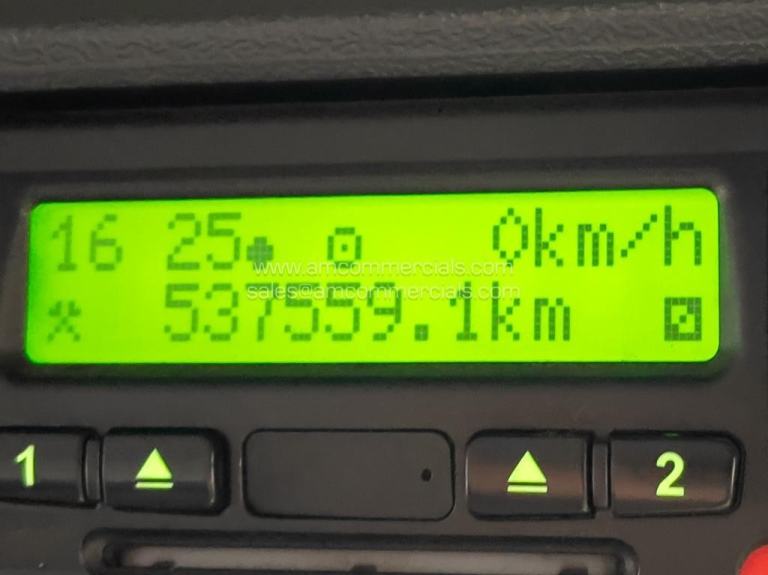 16 25 0km/h
www.amcommercials.com
sales@amcommercials.com
537559.1km
1 2